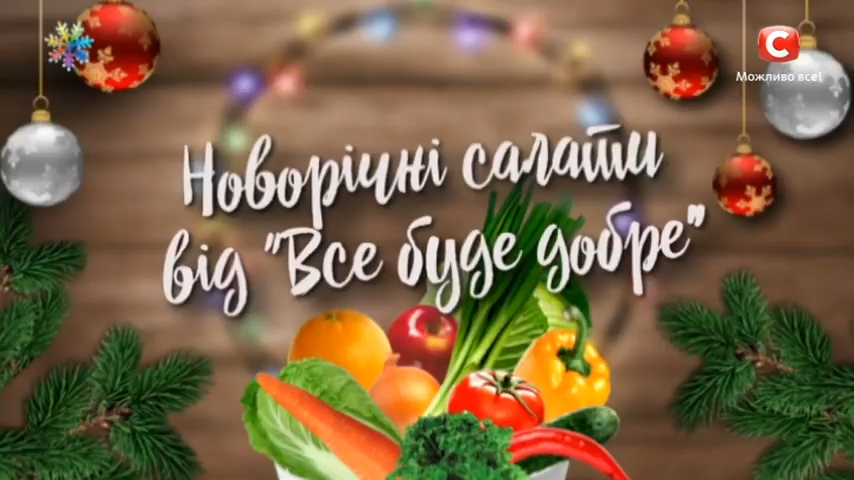 С
Можливо все!
Новорічні салати
від "Все буде добре"